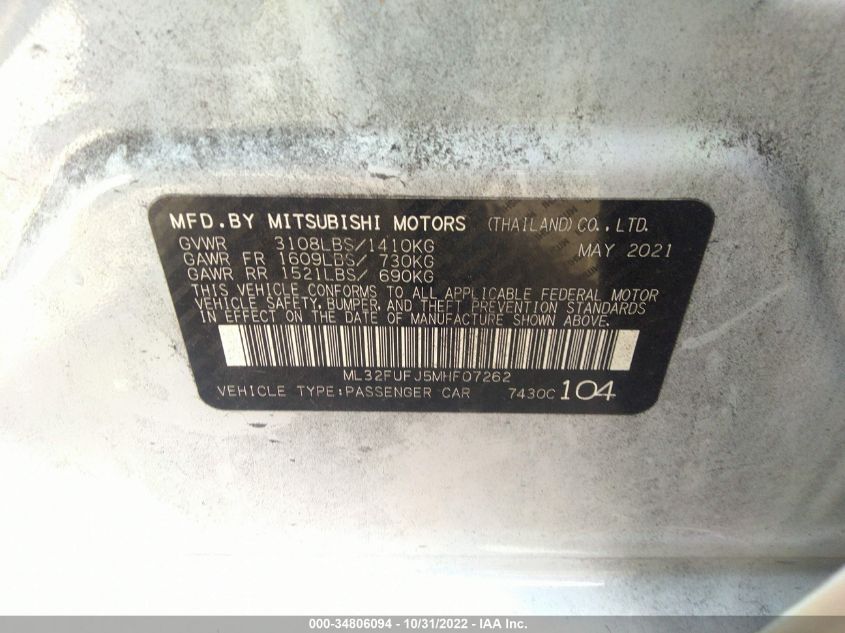 MFD.BY MITSUBISHI MOTORS (THAILAND) CO.,LTD.
GVWR 3108LBS/1410KG MAY 2021
GAWR FR 1609LBS/ 730KG
GAWR RR 1521LBS/ 690KG
THIS VEHICLE CONFORMS TO ALL APPLICABLE FEDERAL MOTOR
VEHICLE SAFETY, BUMPER, AND THEFT PREVENTION STANDARDS
IN EFFECT ON THE DATE OF MANUFACTURE SHOWN ABOVE.
ML32FUFJ5MHF07262
VEHICLE TYPE:PASSENGER CAR 7430C 104
000-34806094 - 10/31/2022 - IAA Inc.